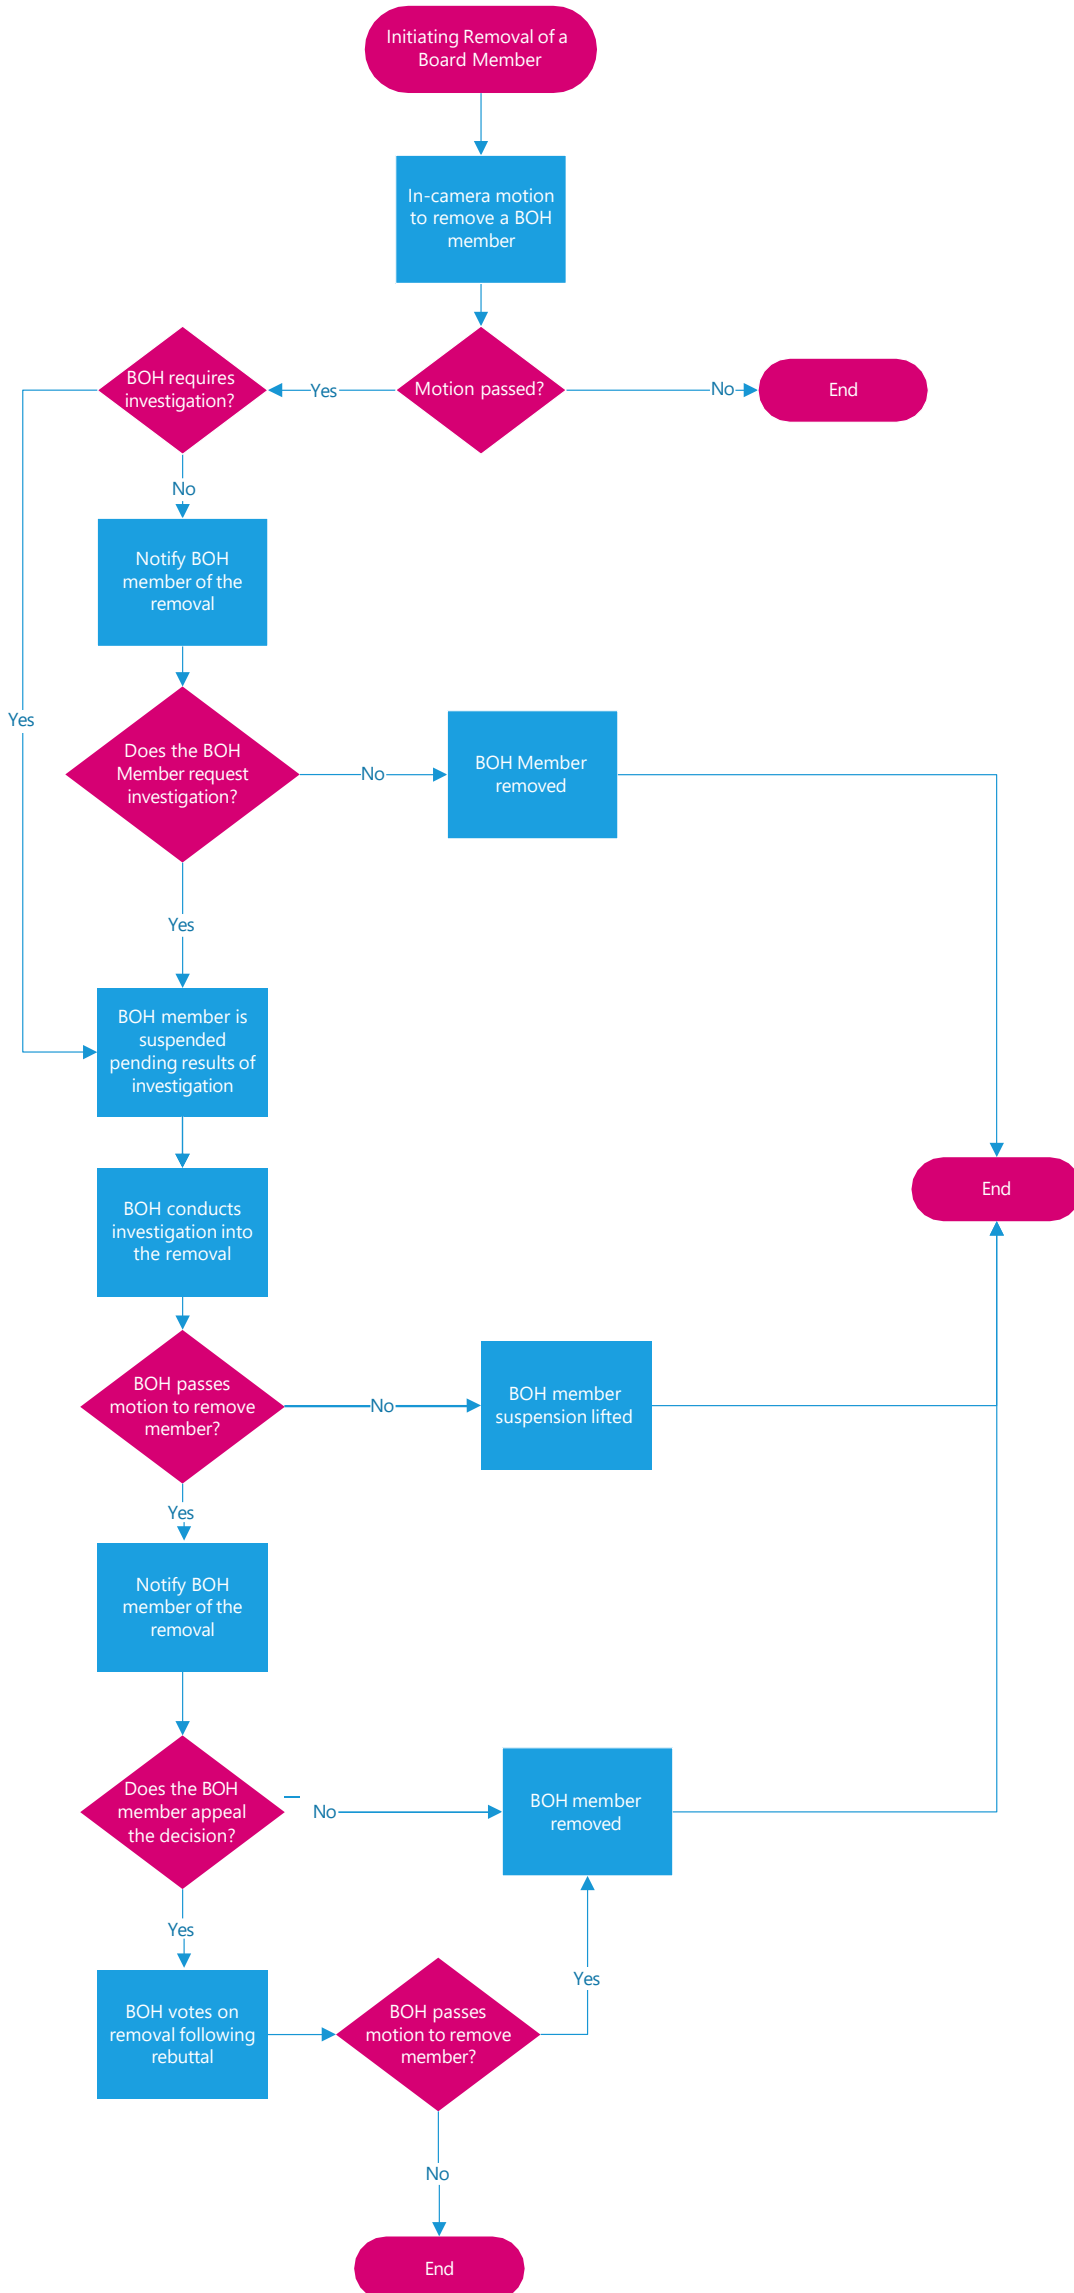 Initiating Removal of a
Board Member
In-camera motion
to remove a BOH
member
BOH requires
investigation?
Yes
Motion passed?
No
End
No
Notify BOH
member of the
removal
Yes
Does the BOH
Member request
investigation?
No
BOH Member
removed
Yes
BOH member is
suspended
pending results of
investigation
End
BOH conducts
investigation into
the removal
BOH passes
motion to remove
member?
No
BOH member
suspension lifted
Yes
Notify BOH
member of the
removal
Does the BOH
member appeal
the decision?
No
BOH member
removed
Yes
Yes
BOH votes on
removal following
rebuttal
BOH passes
motion to remove
member?
No
End